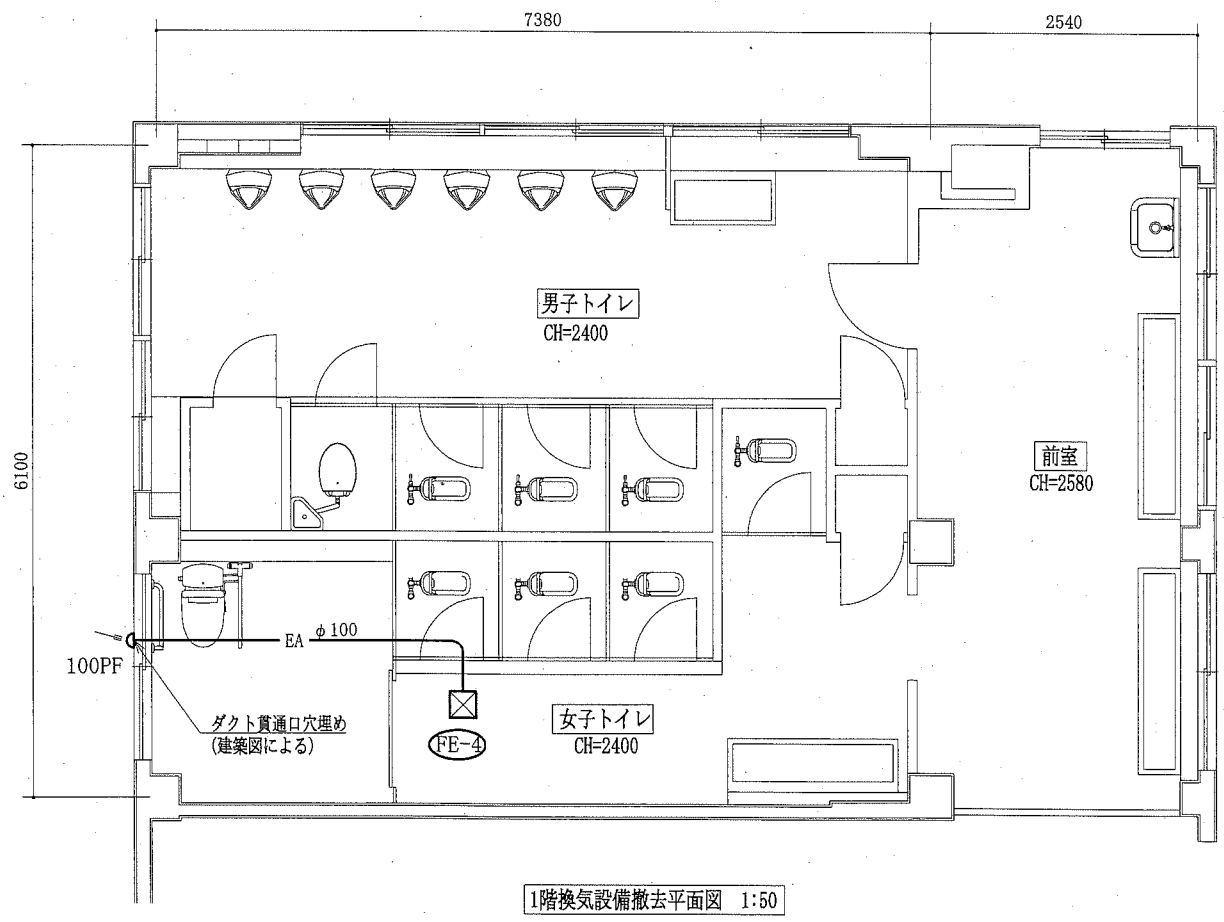 7380
2540
6100
男子トイレ
CH=2400
前室
CH=2580
EA
φ100
100PF
ダクト貫通口穴埋め
(建築図による)
FE-4
女子トイレ
CH=2400
1階換気設備撤去平面図 1:50